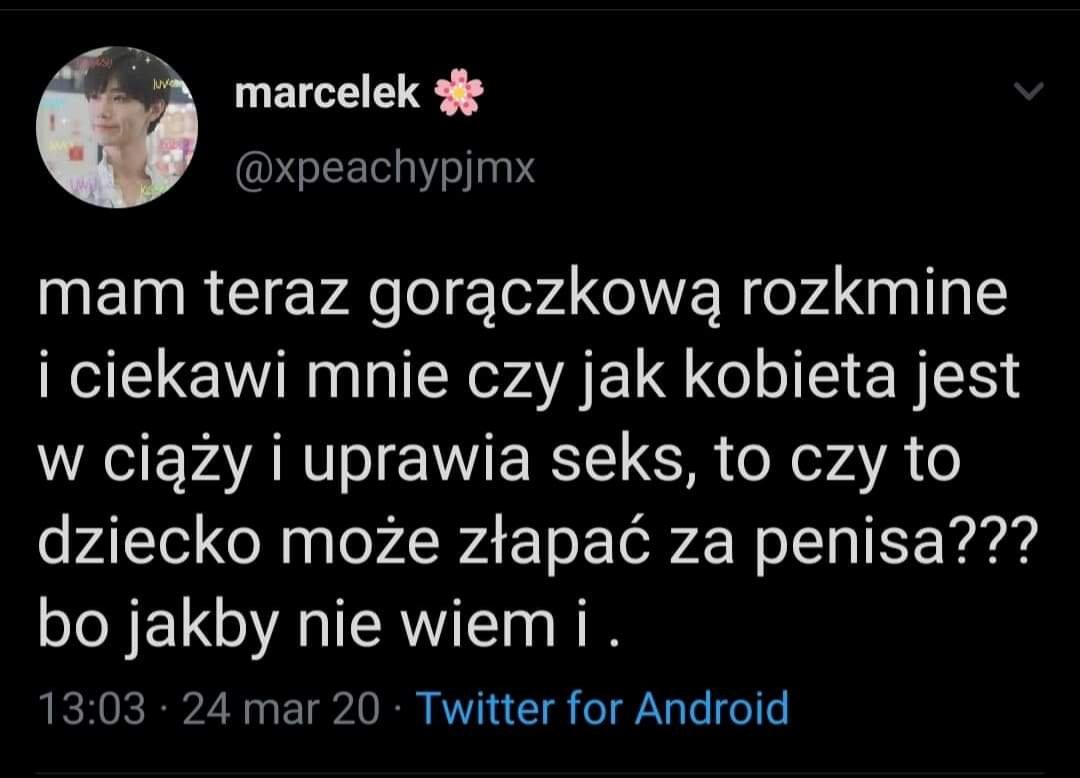 marcelek 🌸
@xpeachypjmx
mam teraz gorączkową rozkmine
i ciekawi mnie czy jak kobieta jest
w ciąży i uprawia seks, to czy to
dziecko może złapać za penisa???
bo jakby nie wiem i .
13:03 · 24 mar 20 · Twitter for Android